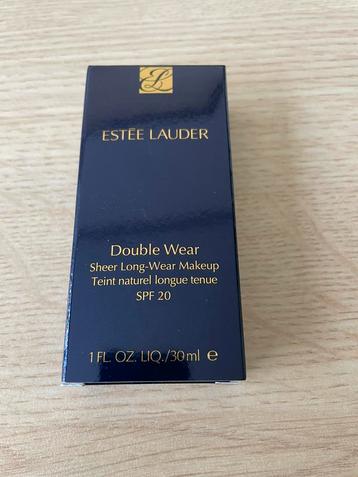 ESTĒE LAUDER
Double Wear
Sheer Long-Wear Makeup
Teint naturel longue tenue
SPF 20
1 FL. OZ. LIQ./30 ml ℮